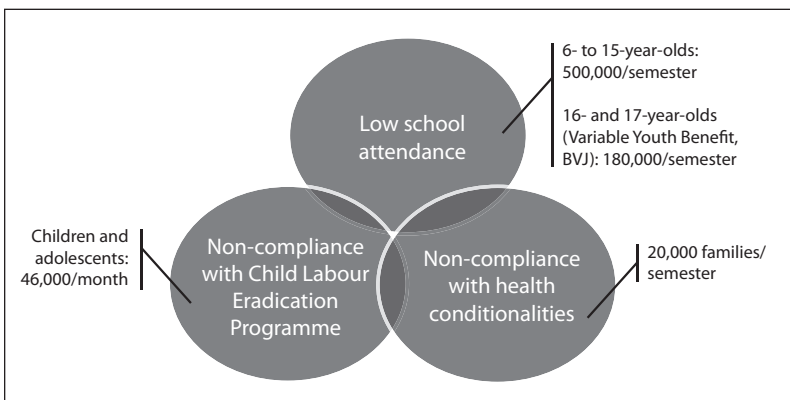 6- to 15-year-olds:
500,000/semester
16- and 17-year-olds
(Variable Youth Benefit,
BVJ): 180,000/semester
Low school
attendance
Children and
adolescents:
46,000/month
Non-compliance
with Child Labour
Eradication
Programme
Non-compliance
with health
conditionalities
20,000 families/
semester